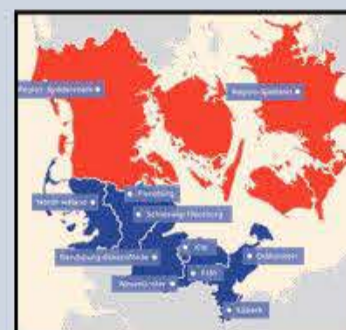 Region Syddanmark
Region Sjælland
Flensburg
Nordfriesland
Schleswig-Flensburg
Kiel
Ostholstein
Rendsburg-Eckernförde
Plön
Neumünster
Lübeck